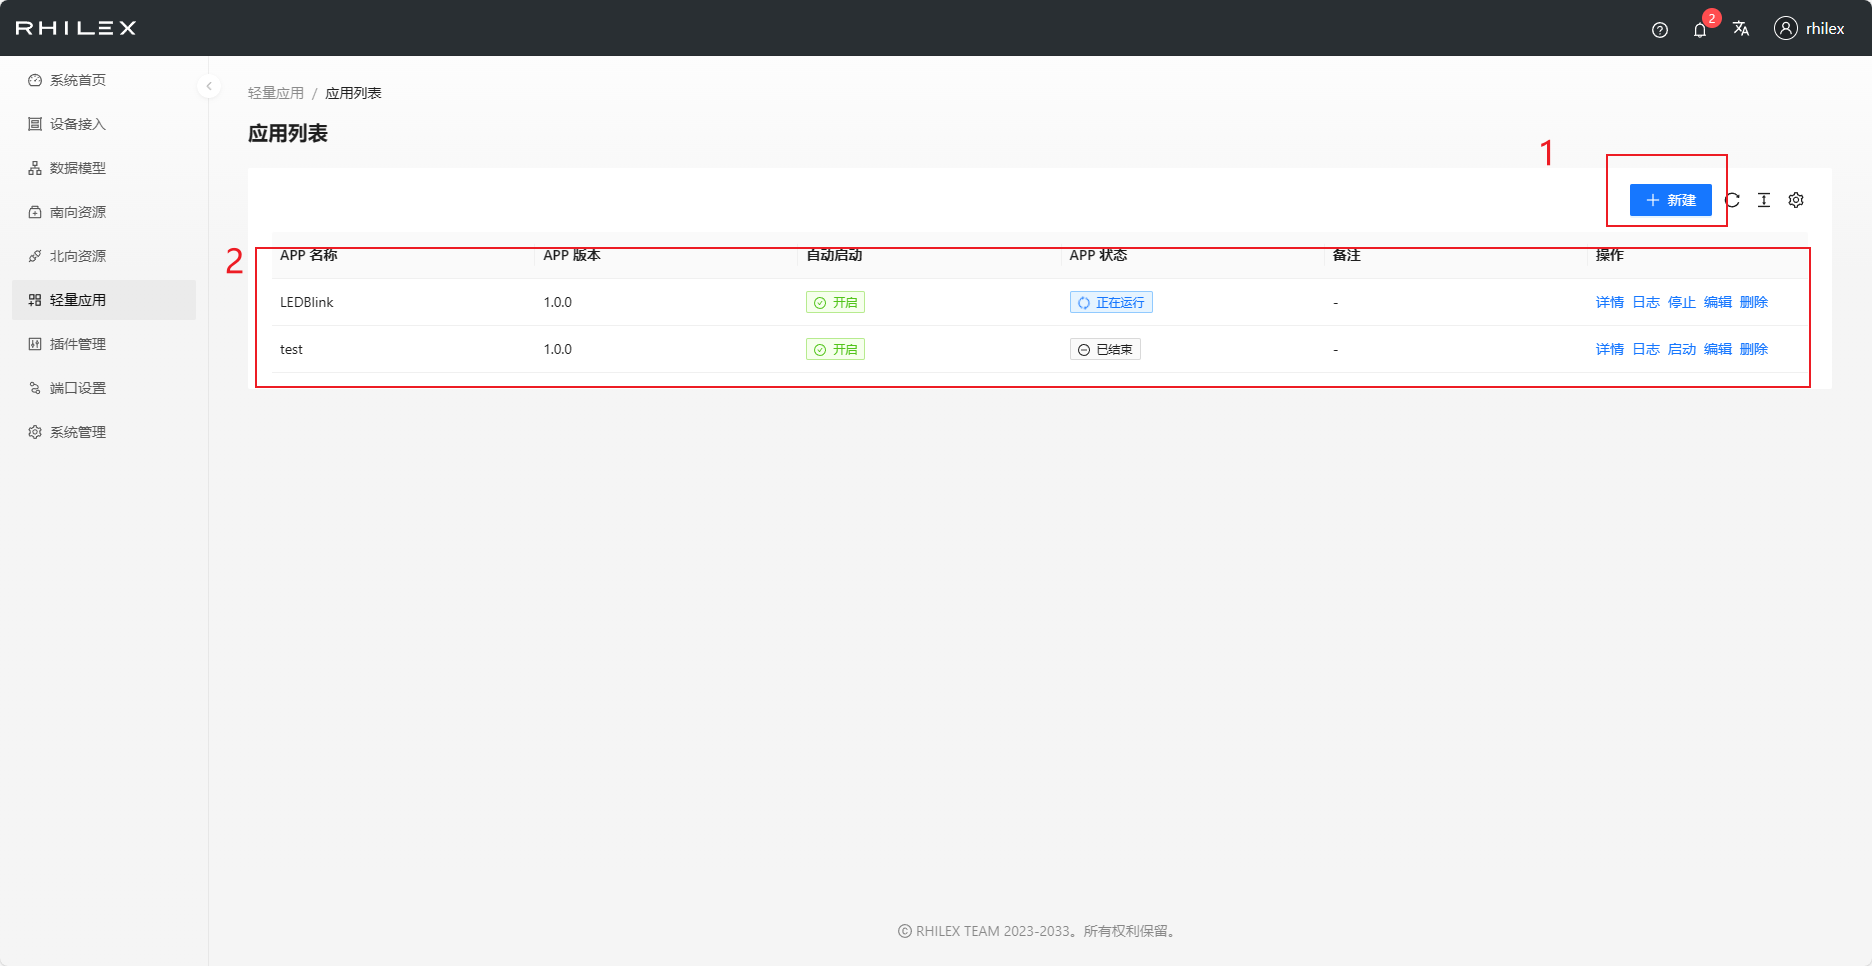 RHILEX
2
rhilex
系统首页
设备接入
数据模型
南向资源
北向资源
轻量应用
插件管理
端口设置
系统管理
轻量应用 / 应用列表
应用列表
1
新建
2
APP 名称 APP 版本 自动启动 APP 状态 备注 操作
LEDBlink 1.0.0 开启 正在运行 - 详情 日志 停止 编辑 删除
test 1.0.0 开启 已结束 - 详情 日志 启动 编辑 删除
© RHILEX TEAM 2023-2033。所有权利保留。